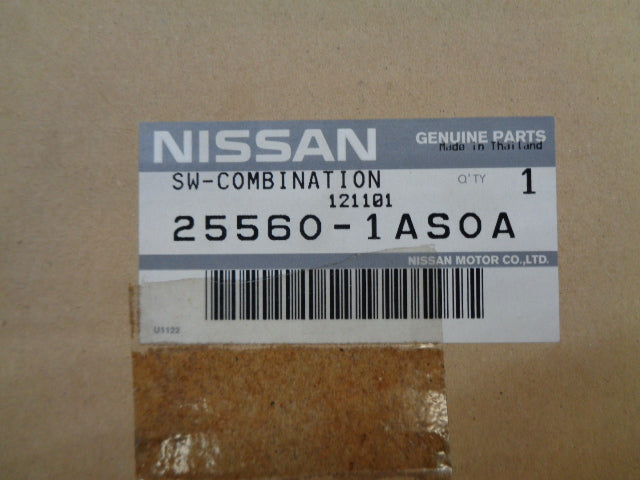 NISSAN GENUINE PARTS
Made in Thailand
SW-COMBINATION Q'TY 1
121101
25560-1AS0A
NISSAN MOTOR CO.,LTD.
U1122